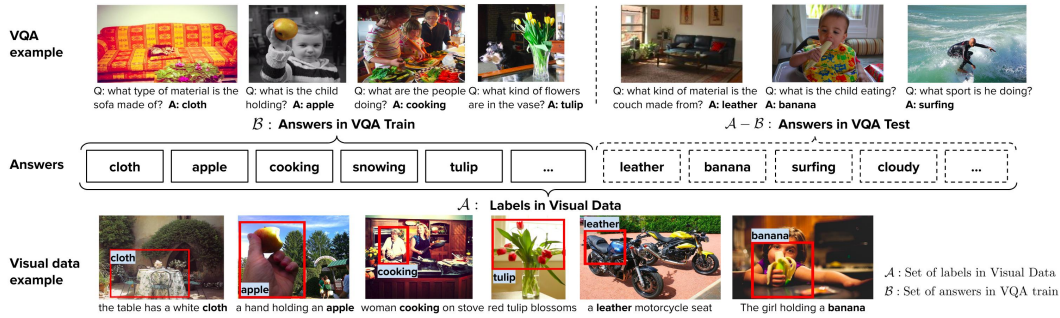 VQA
example
Q: what type of material is the
sofa made of? A: cloth
Q: what is the child
holding? A: apple
Q: what are the people
doing? A: cooking
Q: what kind of flowers
are in the vase? A: tulip
Q: what kind of material is the
couch made from? A: leather
Q: what is the child eating?
A: banana
Q: what sport is he doing?
A: surfing
ℬ : Answers in VQA Train
𝒜 − ℬ : Answers in VQA Test
Answers
cloth
apple
cooking
snowing
tulip
...
leather
banana
surfing
cloudy
...
𝒜 : Labels in Visual Data
Visual data
example
cloth
apple
cooking
tulip
leather
banana
the table has a white cloth
a hand holding an apple
woman cooking on stove
red tulip blossoms
a leather motorcycle seat
The girl holding a banana
𝒜 : Set of labels in Visual Data
ℬ : Set of answers in VQA train